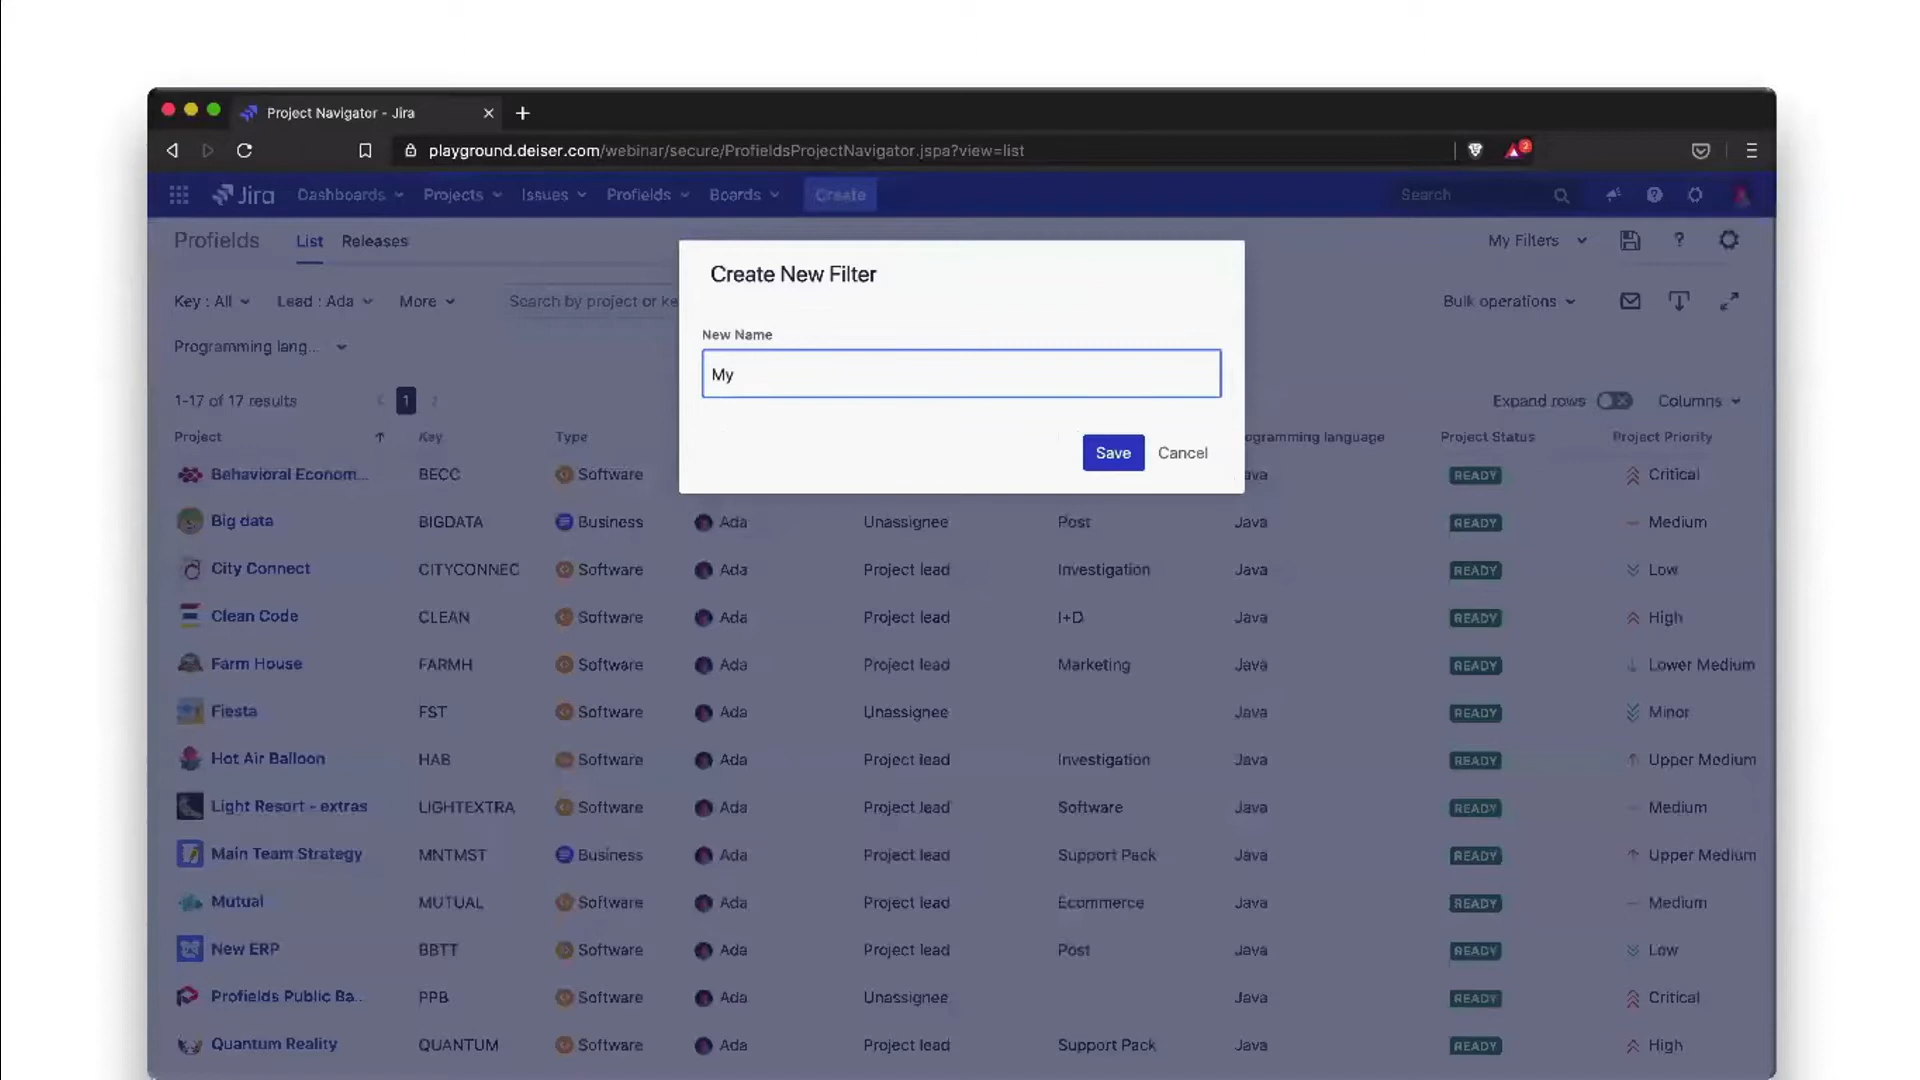 Project Navigator - Jira
playground.deiser.com/webinar/secure/ProfieldsProjectNavigator.jspa?view=list
2
Jira Dashboards Projects Issues Profields Boards Create Search
Profields List Releases My Filters ?
Create New Filter
Key : All Lead : Ada More Search by project or ke Bulk operations
New Name
Programming lang...
My
1-17 of 17 results 1 Expand rows Columns
Project Key Type ogramming language Project Status Project Priority
Save Cancel
Behavioral Econom... BECC Software ava READY Critical
Big data BIGDATA Business Ada Unassignee Post Java READY Medium
City Connect CITYCONNEC Software Ada Project lead Investigation Java READY Low
Clean Code CLEAN Software Ada Project lead I+D Java READY High
Farm House FARMH Software Ada Project lead Marketing Java READY Lower Medium
Fiesta FST Software Ada Unassignee Java READY Minor
Hot Air Balloon HAB Software Ada Project lead Investigation Java READY Upper Medium
Light Resort - extras LIGHTEXTRA Software Ada Project lead Software Java READY Medium
Main Team Strategy MNTMST Business Ada Project lead Support Pack Java READY Upper Medium
Mutual MUTUAL Software Ada Project lead Ecommerce Java READY Medium
New ERP BBTT Software Ada Project lead Post Java READY Low
Profields Public Ba... PPB Software Ada Unassignee Java READY Critical
Quantum Reality QUANTUM Software Ada Project lead Support Pack Java READY High